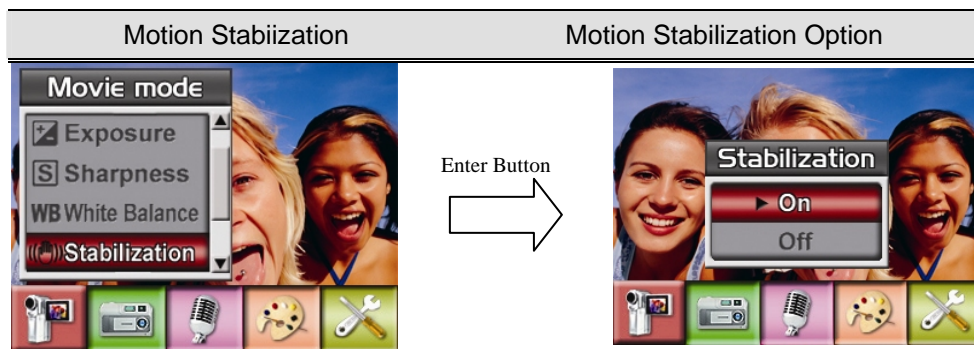 Motion Stabiization
Motion Stabilization Option
Movie mode
Exposure
S Sharpness
WB White Balance
Stabilization
Enter Button
Stabilization
On
Off